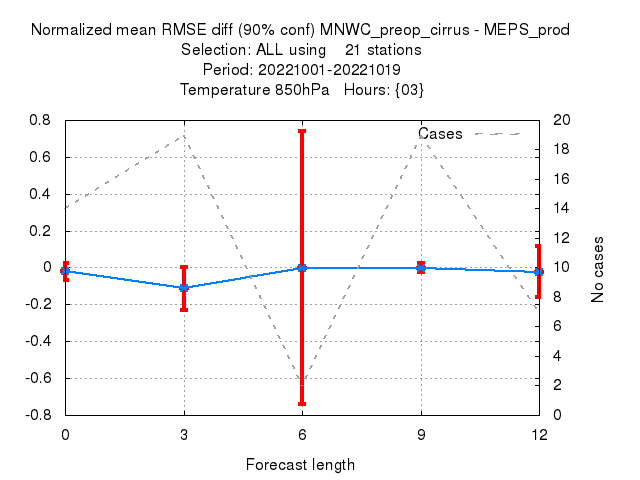 Normalized mean RMSE diff (90% conf) MNWC_preop_cirrus - MEPS_prod
Selection: ALL using    21 stations
Period: 20221001-20221019
Temperature 850hPa   Hours: {03}
Cases
0.8
0.6
0.4
0.2
0
-0.2
-0.4
-0.6
-0.8
20
18
16
14
12
10
8
6
4
2
0
No cases
0 3 6 9 12
Forecast length